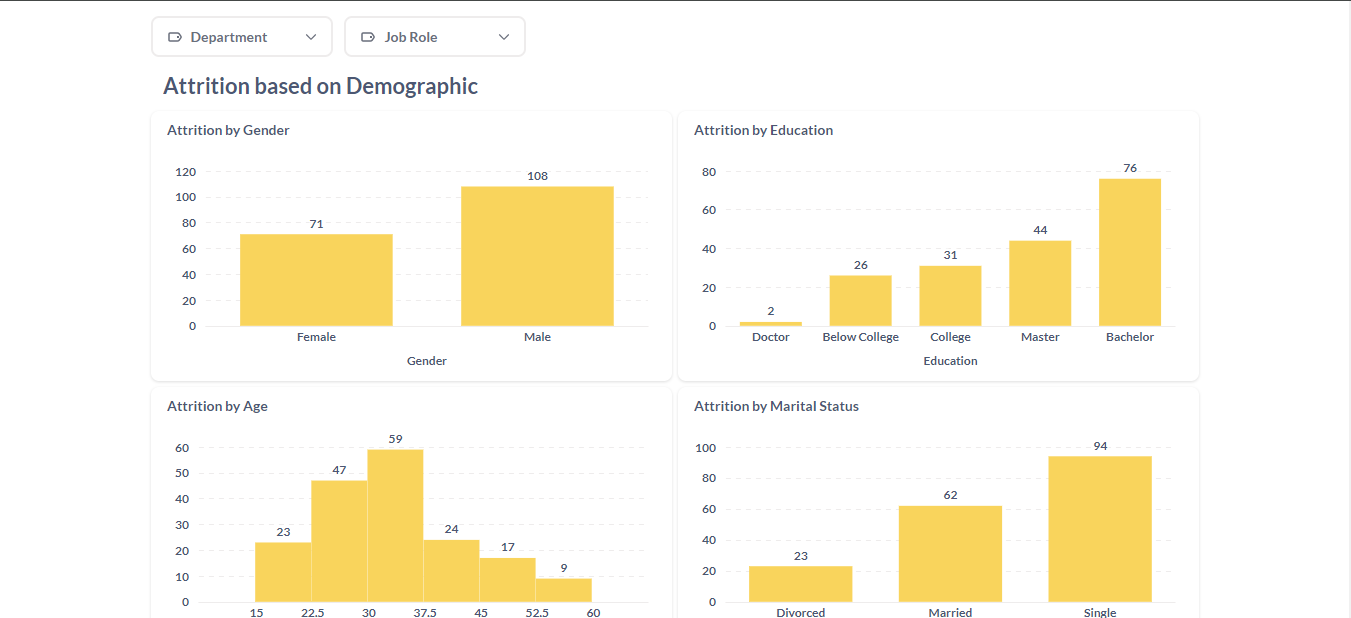 Department
Job Role
Attrition based on Demographic
Attrition by Gender
120
100
80
60
40
20
0
71
108
Female
Male
Gender
Attrition by Education
80
60
40
20
0
2
26
31
44
76
Doctor
Below College
College
Master
Bachelor
Education
Attrition by Age
60
50
40
30
20
10
0
23
47
59
24
17
9
15
22.5
30
37.5
45
52.5
60
Attrition by Marital Status
100
80
60
40
20
0
23
62
94
Divorced
Married
Single